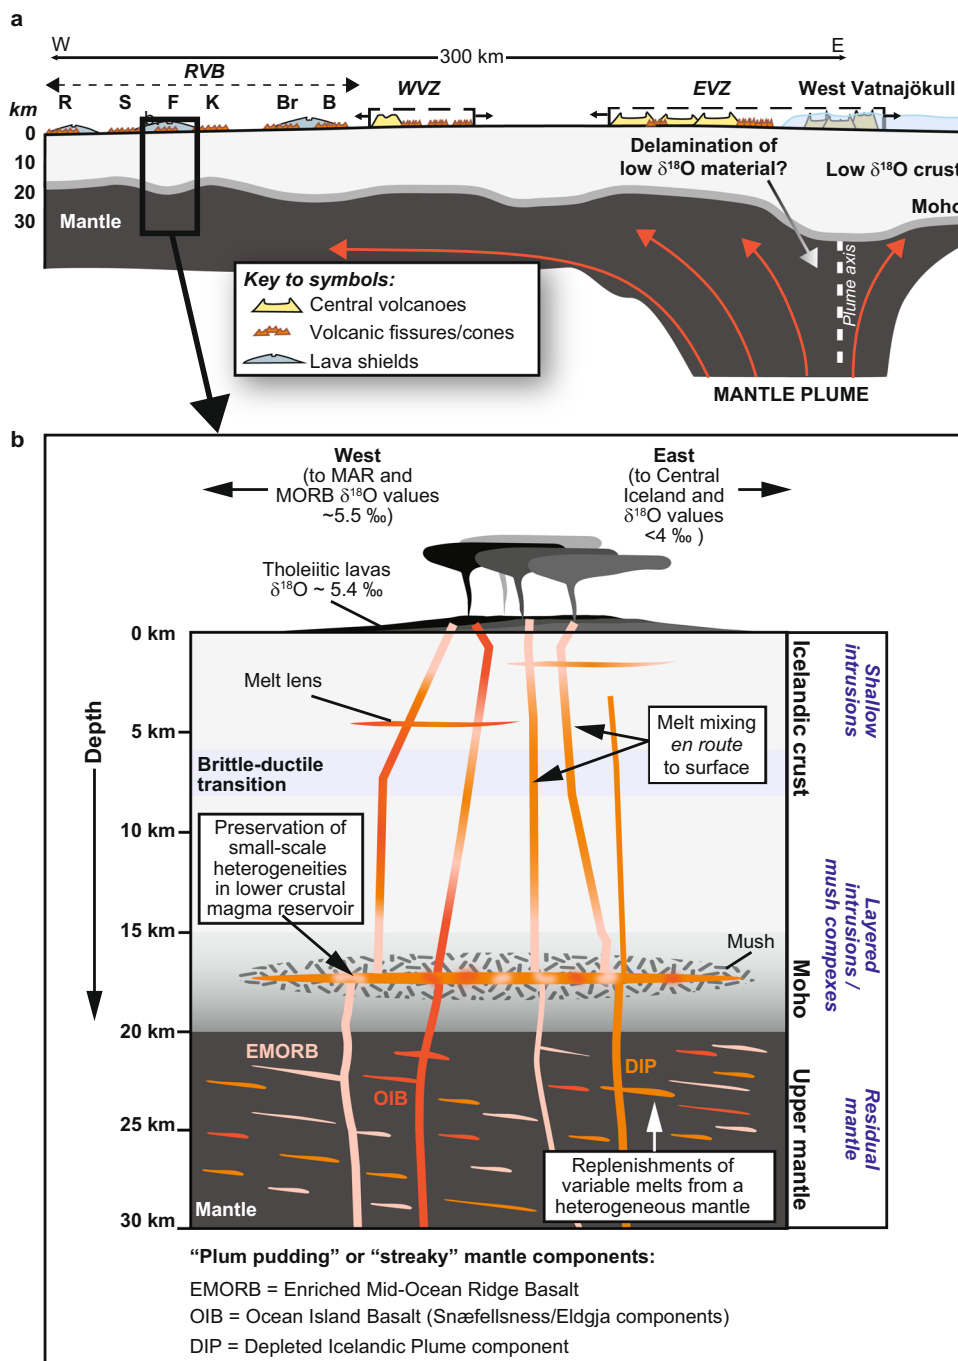 a
W
300 km
E
RVB
R S F K Br B
WVZ
EVZ
West Vatnajökull
km
0
10
20
30
Delamination of
low δ18O material?
Low δ18O crust
Moho
Mantle
Plume axis
Key to symbols:
Central volcanoes
Volcanic fissures/cones
Lava shields
MANTLE PLUME
b
West
(to MAR and
MORB δ18O values
~5.5 ‰)
East
(to Central
Iceland and
δ18O values
<4 ‰ )
Tholeiitic lavas
δ18O ~ 5.4 ‰
0 km
Melt lens
5 km
Melt mixing
en route
to surface
Brittle-ductile
transition
Depth
10 km
Preservation of
small-scale
heterogeneities
in lower crustal
magma reservoir
15 km
Mush
20 km
EMORB
OIB
DIP
25 km
Replenishments of
variable melts from a
heterogeneous mantle
Mantle
30 km
Icelandic crust
Moho
Upper mantle
Shallow
intrusions
Layered
intrusions /
mush compexes
Residual
mantle
“Plum pudding” or “streaky” mantle components:
EMORB = Enriched Mid-Ocean Ridge Basalt
OIB = Ocean Island Basalt (Snæfellsness/Eldgja components)
DIP = Depleted Icelandic Plume component